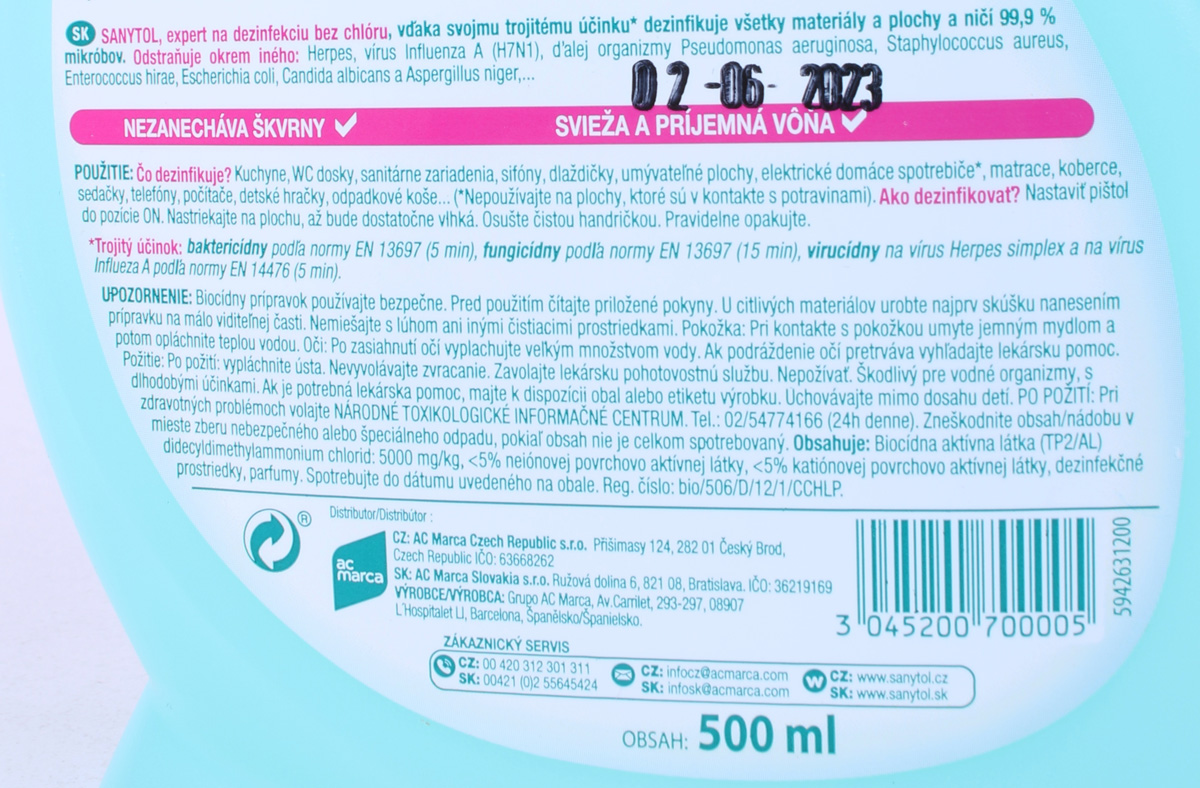 SK SANYTOL, expert na dezinfekciu bez chlóru, vďaka svojmu trojitému účinku* dezinfikuje všetky materiály a plochy a ničí 99,9 %
mikróbov. Odstraňuje okrem iného: Herpes, vírus Influenza A (H7N1), ďalej organizmy Pseudomonas aeruginosa, Staphylococcus aureus,
Enterococcus hirae, Escherichia coli, Candida albicans a Aspergillus niger,...
02-06-2023
NEZANECHÁVA ŠKVRNY ✓ SVIEŽA A PRÍJEMNÁ VÔŇA ✓
POUŽITIE: Čo dezinfikuje? Kuchyne, WC dosky, sanitárne zariadenia, sifóny, dlaždičky, umývateľné plochy, elektrické domáce spotrebiče*, matrace, koberce,
sedačky, telefóny, počítače, detské hračky, odpadkové koše... (*Nepoužívajte na plochy, ktoré sú v kontakte s potravinami). Ako dezinfikovať? Nastaviť pištoľ
do pozície ON. Nastriekajte na plochu, až bude dostatočne vlhká. Osušte čistou handričkou. Pravidelne opakujte.
*Trojitý účinok: baktericídny podľa normy EN 13697 (5 min), fungicídny podľa normy EN 13697 (15 min), virucídny na vírus Herpes simplex a na vírus
Influeza A podľa normy EN 14476 (5 min).
UPOZORNENIE: Biocídny prípravok používajte bezpečne. Pred použitím čítajte priložené pokyny. U citlivých materiálov urobte najprv skúšku nanesením
prípravku na málo viditeľnej časti. Nemiešajte s lúhom ani inými čistiacimi prostriedkami. Pokožka: Pri kontakte s pokožkou umyte jemným mydlom a
potom opláchnite teplou vodou. Oči: Po zasiahnutí očí vyplachujte veľkým množstvom vody. Ak podráždenie očí pretrváva vyhľadajte lekársku pomoc.
Požitie: Po požití: vypláchnite ústa. Nevyvolávajte zvracanie. Zavolajte lekársku pohotovostnú službu. Nepožívať. Škodlivý pre vodné organizmy, s
dlhodobými účinkami. Ak je potrebná lekárska pomoc, majte k dispozícii obal alebo etiketu výrobku. Uchovávajte mimo dosahu detí. PO POŽITÍ: Pri
zdravotných problémoch volajte NÁRODNÉ TOXIKOLOGICKÉ INFORMAČNÉ CENTRUM. Tel.: 02/54774166 (24h denne). Zneškodnite obsah/nádobu v
mieste zberu nebezpečného alebo špeciálneho odpadu, pokiaľ obsah nie je celkom spotrebovaný. Obsahuje: Biocídna aktívna látka (TP2/AL)
didecyldimethylammonium chlorid: 5000 mg/kg, <5% neiónovej povrchovo aktívnej látky, <5% katiónovej povrchovo aktívnej látky, dezinfekčné
prostriedky, parfumy. Spotrebujte do dátumu uvedeného na obale. Reg. číslo: bio/506/D/12/1/CCHLP.
Distributor/Distribútor :
ac marca
CZ: AC Marca Czech Republic s.r.o. Přišimasy 124, 282 01 Český Brod,
Czech Republic IČO: 63668262
SK: AC Marca Slovakia s.r.o. Ružová dolina 6, 821 08, Bratislava. IČO: 36219169
VÝROBCE/VÝROBCA: Grupo AC Marca, Av.Carrilet, 293-297, 08907
L´Hospitalet Ll, Barcelona, Španělsko/Španielsko.
3 045200 700005
5942631200
ZÁKAZNICKÝ SERVIS
CZ: 00 420 312 301 311
SK: 00421 (0)2 55645424
CZ: infocz@acmarca.com
SK: infosk@acmarca.com
W CZ: www.sanytol.cz
SK: www.sanytol.sk
OBSAH: 500 ml